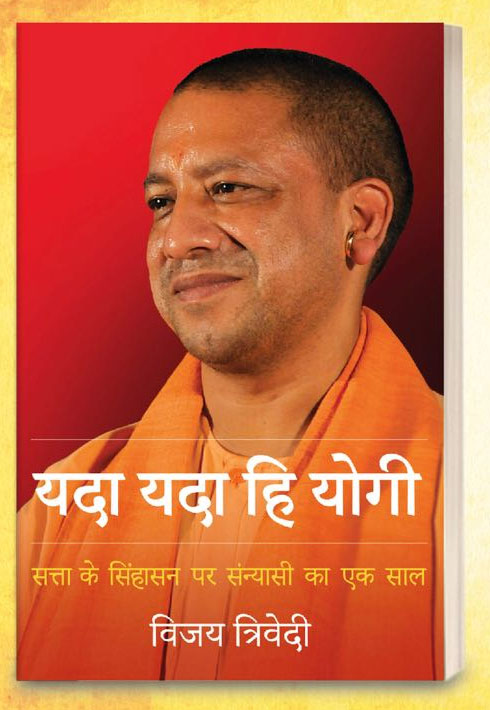 यदा यदा हि योगी
सत्ता के सिंहासन पर संन्यासी का एक साल
विजय त्रिवेदी